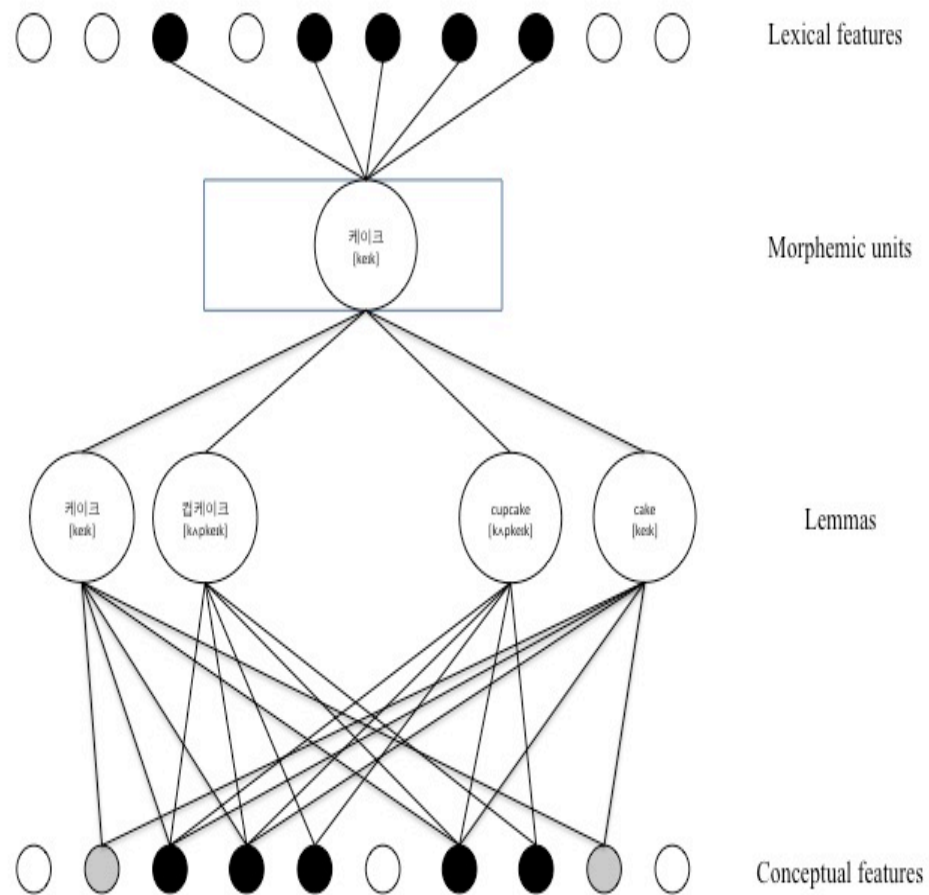 Lexical features
케이크
[keɪk]
Morphemic units
케이크
[keɪk]
컵케이크
[kʌpkeɪk]
cupcake
[kʌpkeɪk]
cake
[keɪk]
Lemmas
Conceptual features